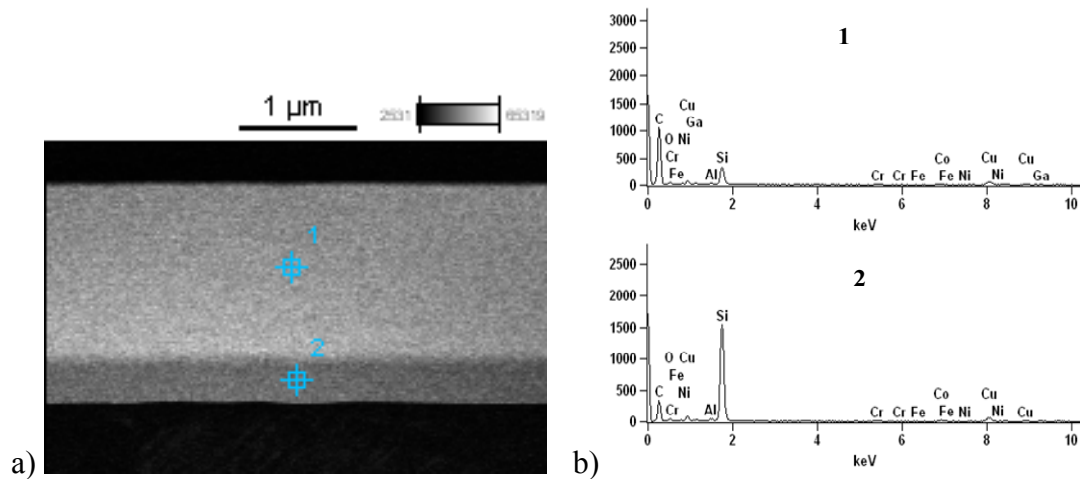 1 µm
2531
65319
1
2
a)
1
3000
2500
2000
1500
1000
500
0
C
Cu
Ga
O Ni
Cr
Fe
Al
Si
Cr Cr Fe
Co
Fe Ni
Cu
Ni
Cu
Ga
0 2 4 6 8 10
keV
2
2500
2000
1500
1000
500
0
Si
O Cu
Fe
C Ni
Cr
Al
Cr Cr Fe
Co
Fe Ni
Cu
Ni
Cu
0 2 4 6 8 10
keV
b)